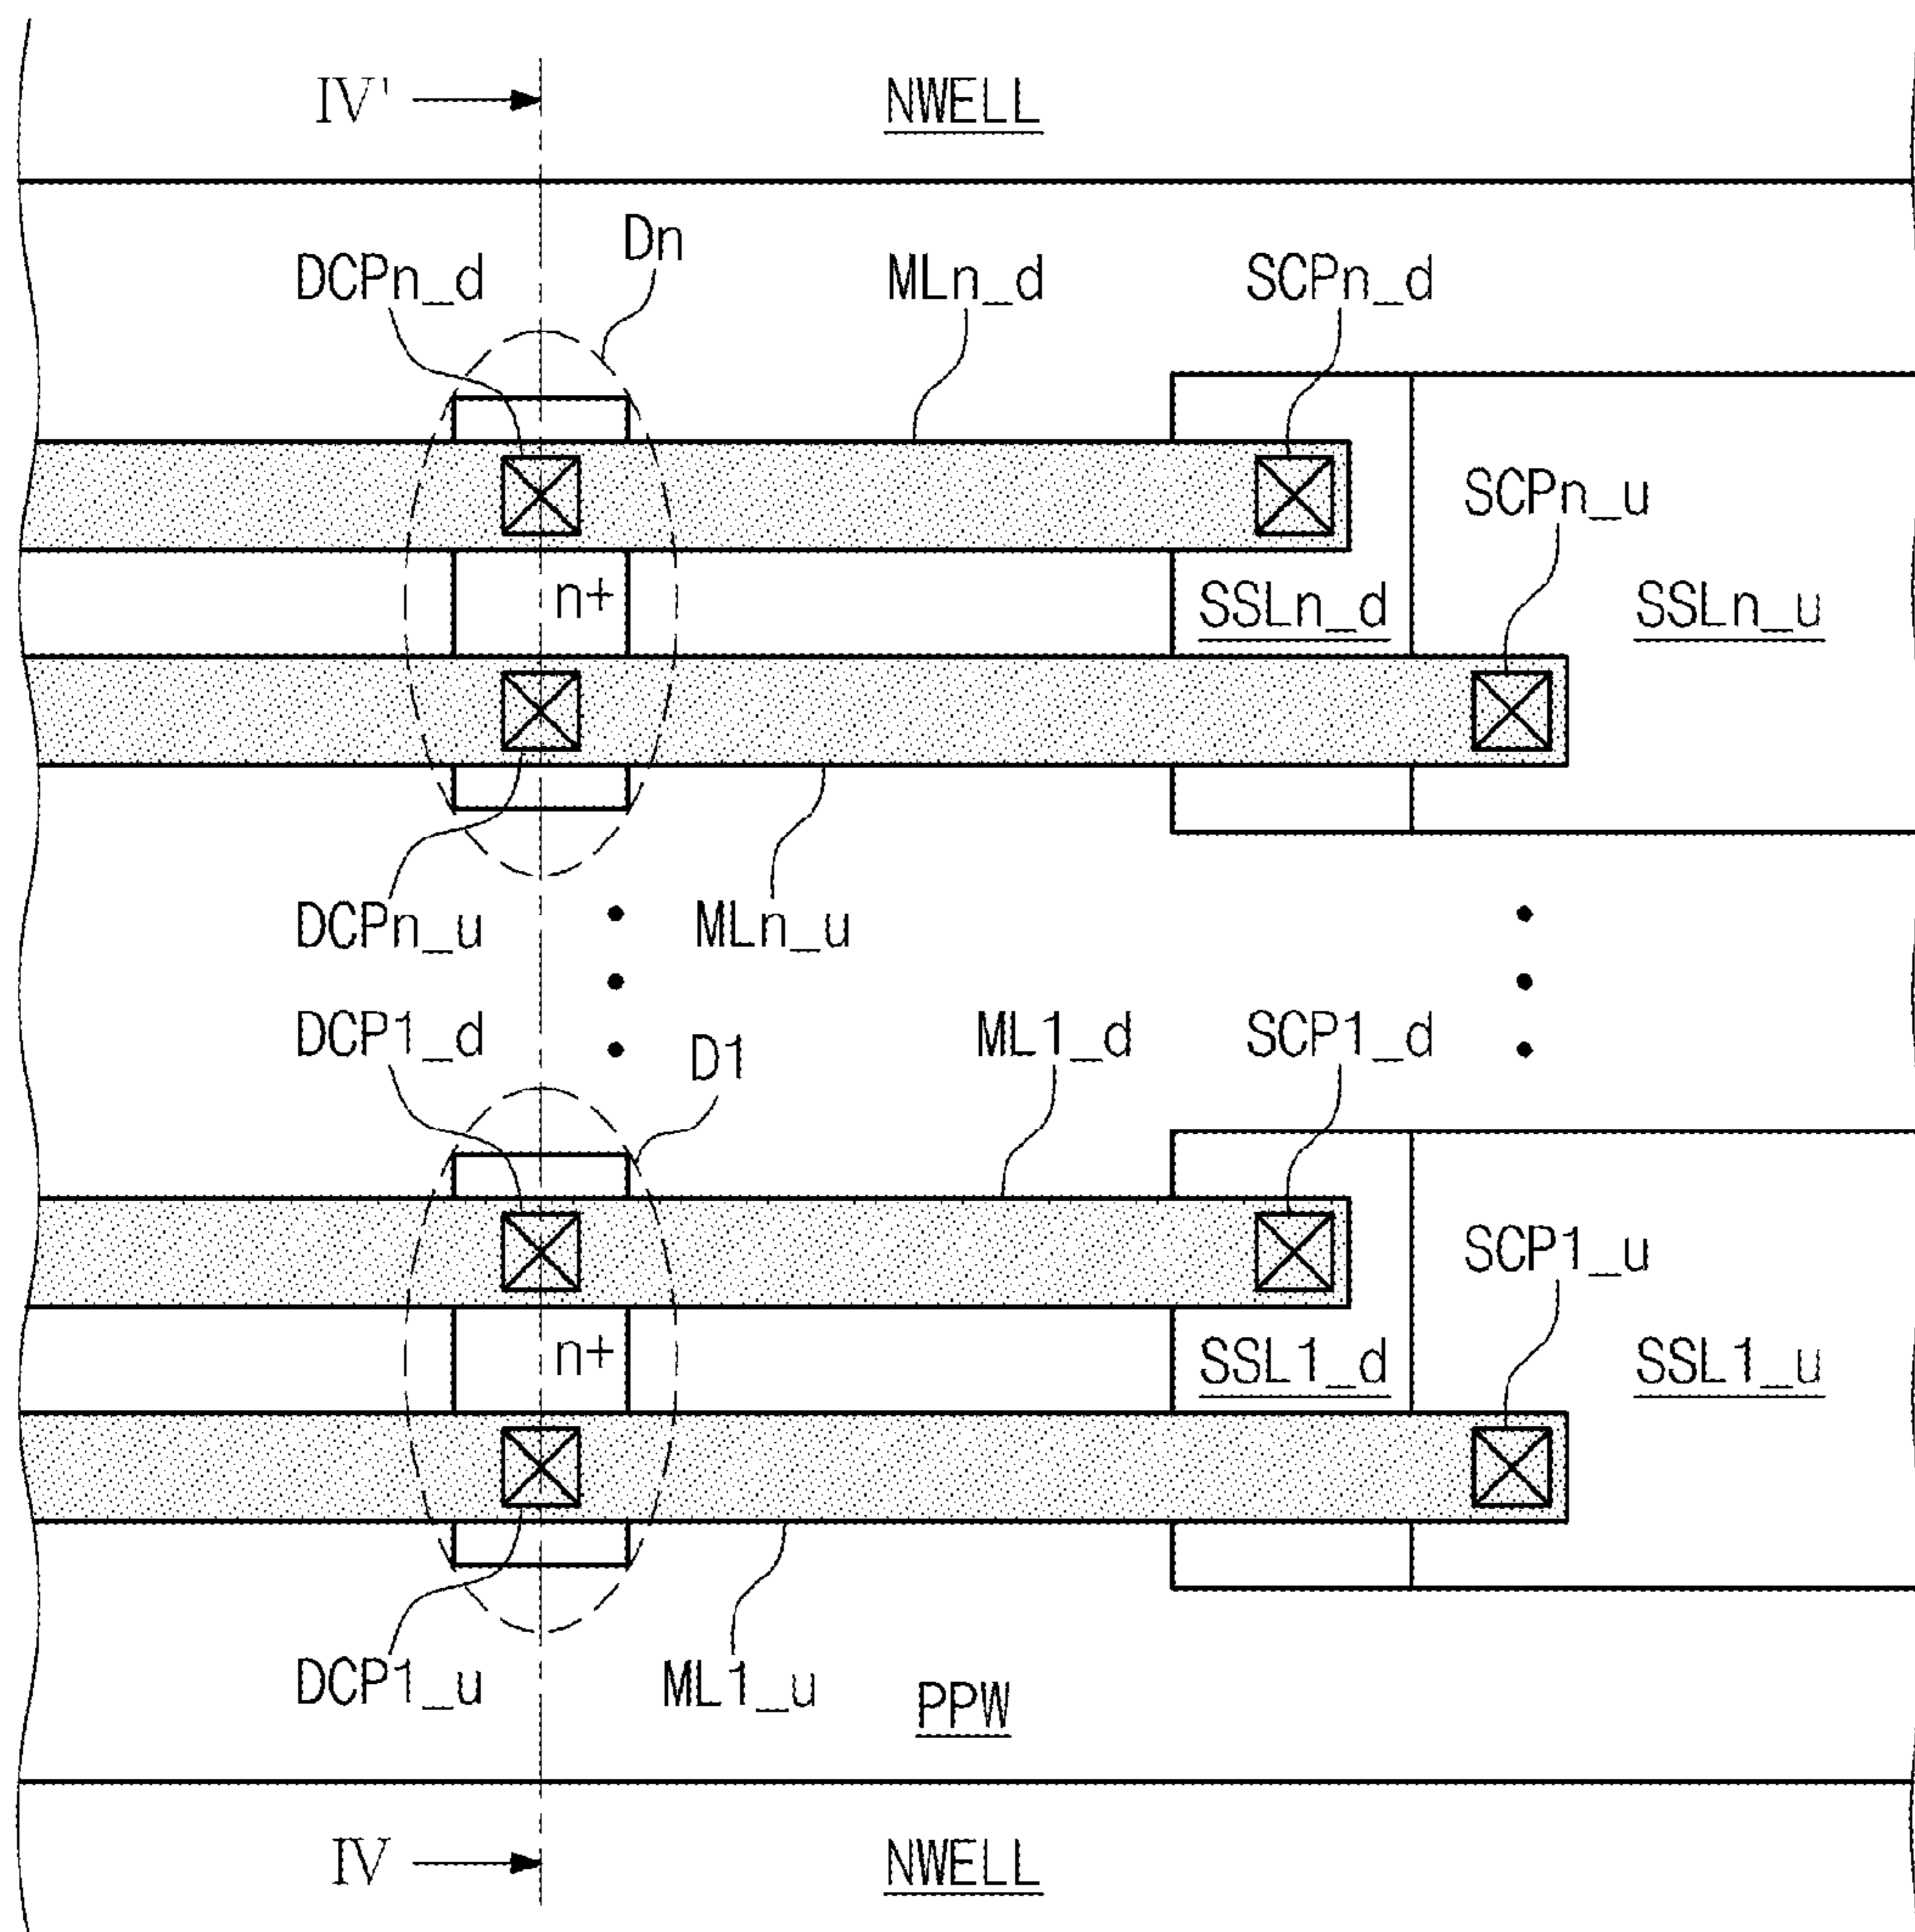 IV' NWELL
Dn
DCPn_d MLn_d SCPn_d
SCPn_u
n+ SSLn_d SSLn_u
DCPn_u MLn_u
DCP1_d D1 ML1_d SCP1_d
SCP1_u
n+ SSL1_d SSL1_u
DCP1_u ML1_u PPW
IV NWELL